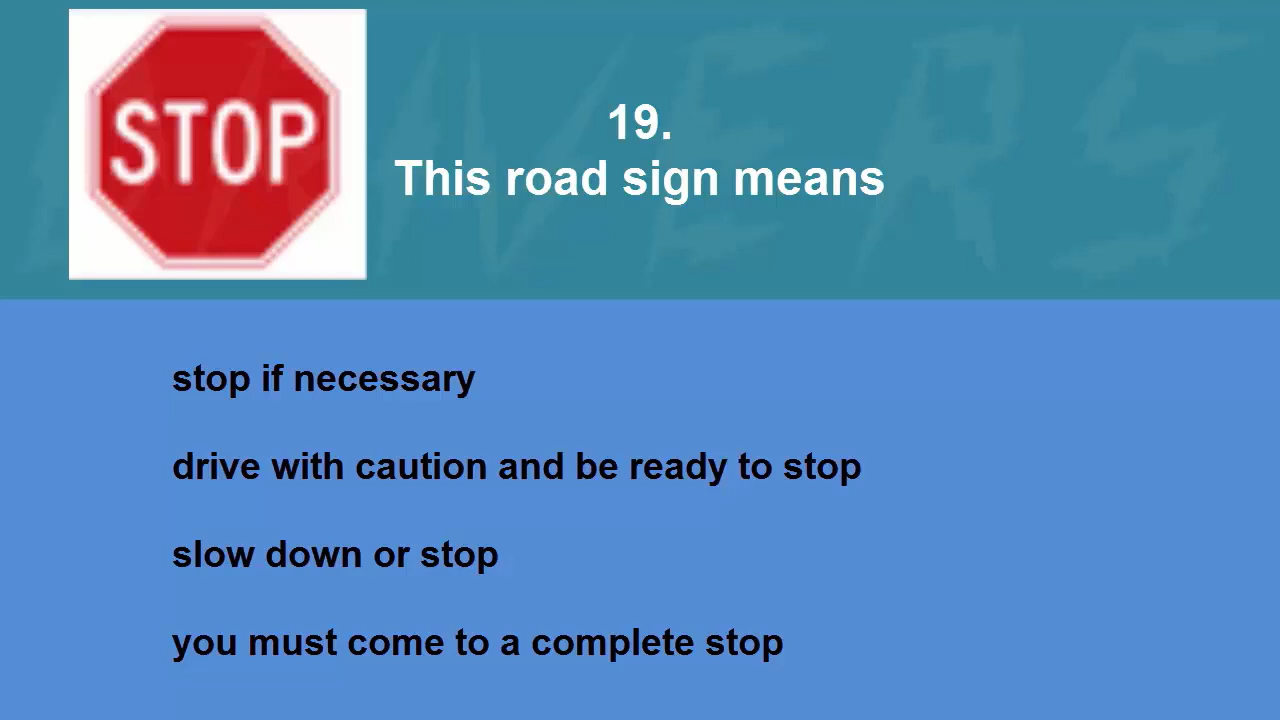 STOP
19.
This road sign means
stop if necessary
drive with caution and be ready to stop
slow down or stop
you must come to a complete stop